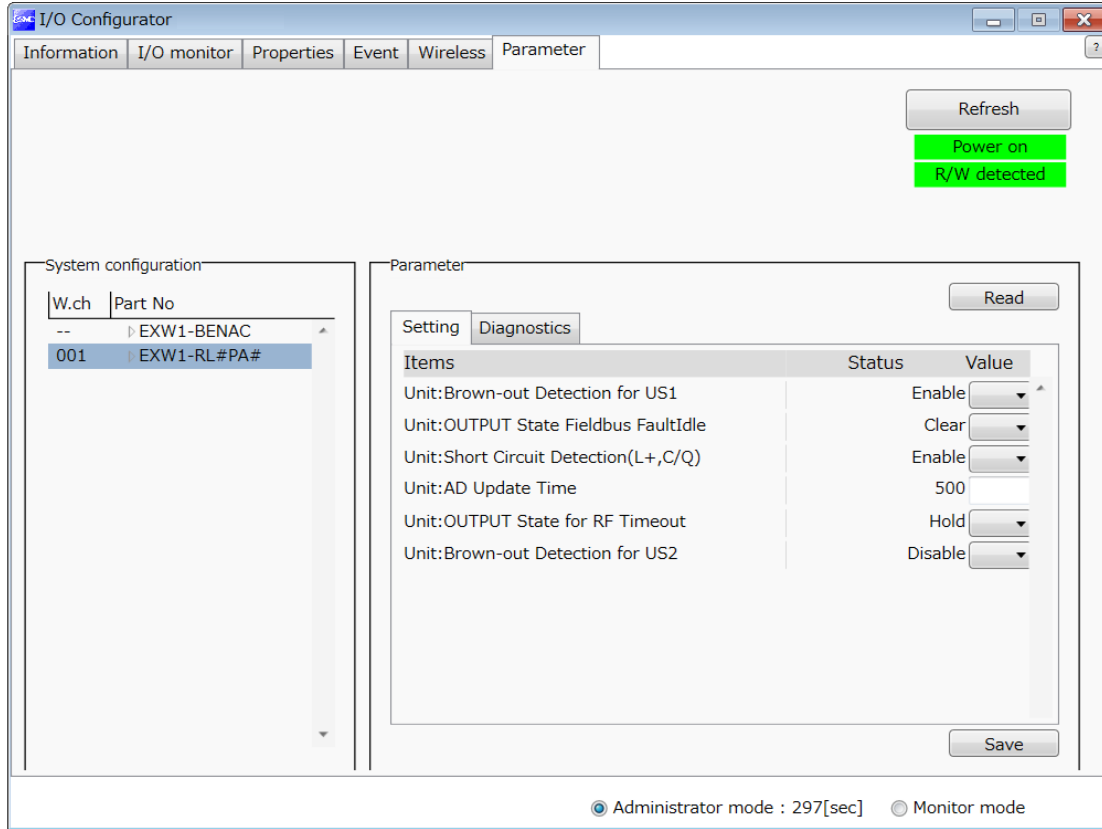 SMC I/O Configurator
Information I/O monitor Properties Event Wireless Parameter ?
Refresh
Power on
R/W detected
System configuration
W.ch Part No
-- EXW1-BENAC
001 EXW1-RL#PA#
Parameter
Read
Setting Diagnostics
Items Status Value
Unit:Brown-out Detection for US1 Enable
Unit:OUTPUT State Fieldbus FaultIdle Clear
Unit:Short Circuit Detection(L+,C/Q) Enable
Unit:AD Update Time 500
Unit:OUTPUT State for RF Timeout Hold
Unit:Brown-out Detection for US2 Disable
Save
Administrator mode : 297[sec] Monitor mode